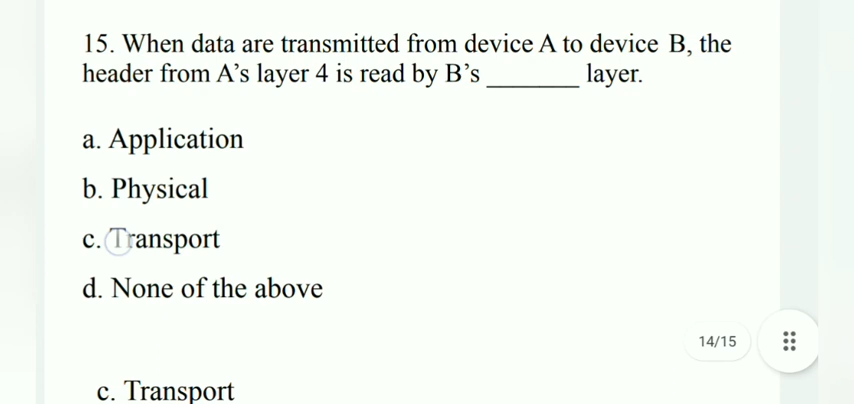 15. When data are transmitted from device A to device B, the
header from A's layer 4 is read by B's ________ layer.
a. Application
b. Physical
c. Transport
d. None of the above
14/15
c. Transport